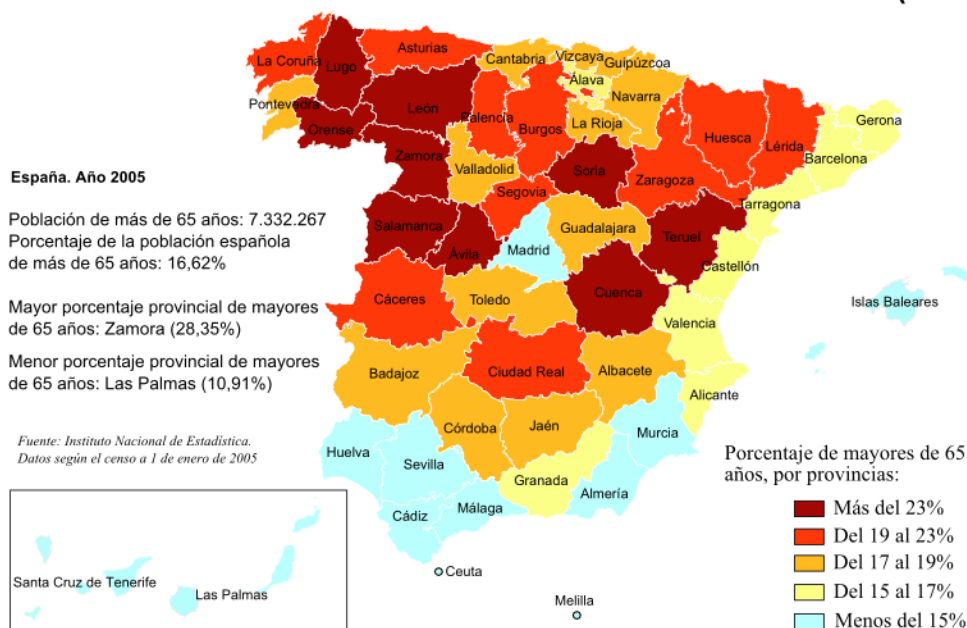 (
La Coruña
Lugo
Asturias
Cantabria
Vizcaya
Guipúzcoa
Álava
Navarra
Pontevedra
Orense
León
Palencia
Burgos
La Rioja
Huesca
Lérida
Gerona
Barcelona
Zamora
Valladolid
Soria
Zaragoza
Segovia
Tarragona
España. Año 2005
Población de más de 65 años: 7.332.267
Porcentaje de la población española
de más de 65 años: 16,62%
Mayor porcentaje provincial de mayores
de 65 años: Zamora (28,35%)
Menor porcentaje provincial de mayores
de 65 años: Las Palmas (10,91%)
Fuente: Instituto Nacional de Estadística.
Datos según el censo a 1 de enero de 2005
Salamanca
Ávila
Madrid
Guadalajara
Teruel
Castellón
Cáceres
Toledo
Cuenca
Valencia
Islas Baleares
Badajoz
Ciudad Real
Albacete
Alicante
Córdoba
Jaén
Murcia
Huelva
Sevilla
Granada
Almería
Málaga
Cádiz
Ceuta
Melilla
Santa Cruz de Tenerife
Las Palmas
Porcentaje de mayores de 65
años, por provincias:
Más del 23%
Del 19 al 23%
Del 17 al 19%
Del 15 al 17%
Menos del 15%